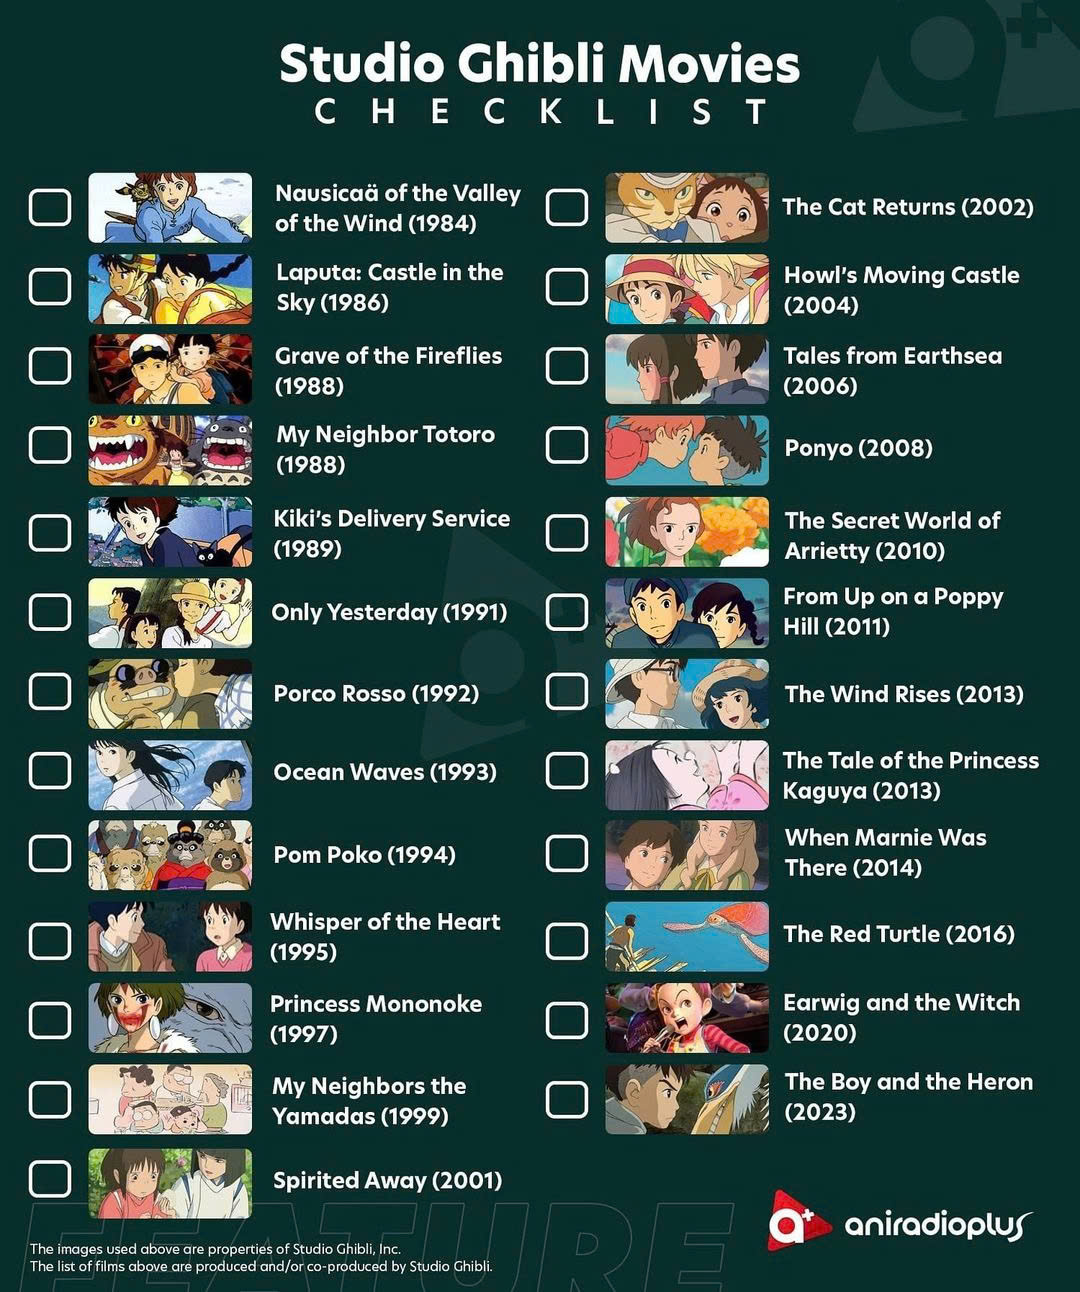 Studio Ghibli Movies
CHECKLIST
Nausicaä of the Valley
of the Wind (1984)
Laputa: Castle in the
Sky (1986)
Grave of the Fireflies
(1988)
My Neighbor Totoro
(1988)
Kiki's Delivery Service
(1989)
Only Yesterday (1991)
Porco Rosso (1992)
Ocean Waves (1993)
Pom Poko (1994)
Whisper of the Heart
(1995)
Princess Mononoke
(1997)
My Neighbors the
Yamadas (1999)
Spirited Away (2001)
The Cat Returns (2002)
Howl's Moving Castle
(2004)
Tales from Earthsea
(2006)
Ponyo (2008)
The Secret World of
Arrietty (2010)
From Up on a Poppy
Hill (2011)
The Wind Rises (2013)
The Tale of the Princess
Kaguya (2013)
When Marnie Was
There (2014)
The Red Turtle (2016)
Earwig and the Witch
(2020)
The Boy and the Heron
(2023)
FEATURE
a+ aniradioplus
The images used above are properties of Studio Ghibli, Inc.
The list of films above are produced and/or co-produced by Studio Ghibli.